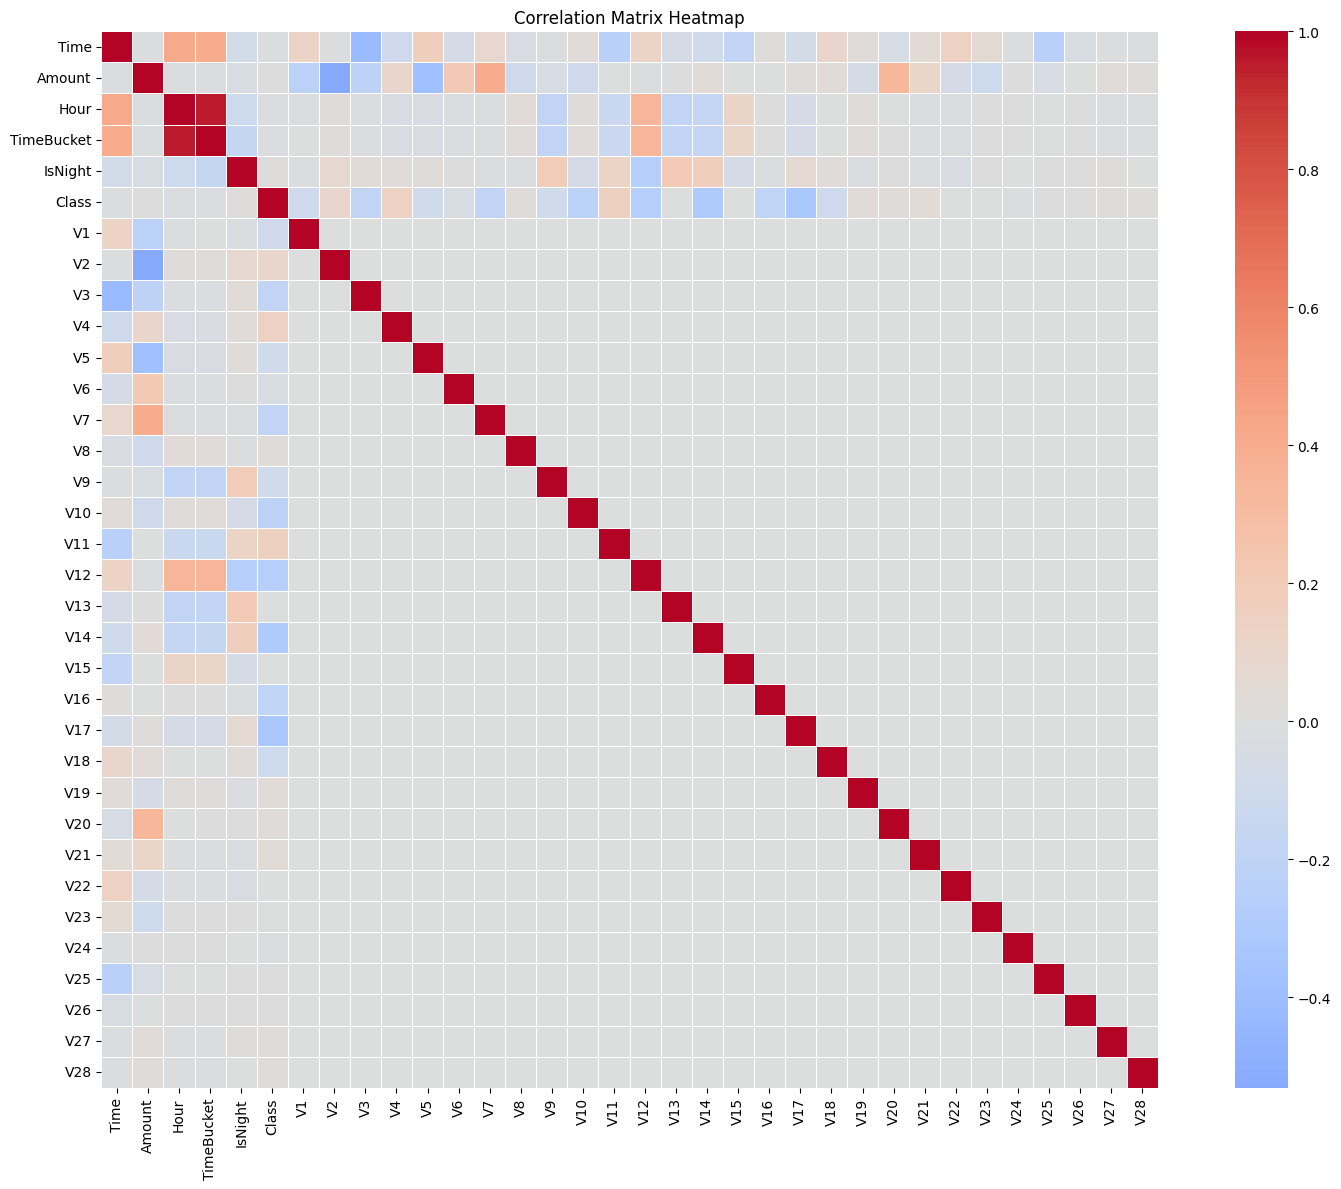 Correlation Matrix Heatmap
Time
Amount
Hour
TimeBucket
IsNight
Class
V1
V2
V3
V4
V5
V6
V7
V8
V9
V10
V11
V12
V13
V14
V15
V16
V17
V18
V19
V20
V21
V22
V23
V24
V25
V26
V27
V28
Time Amount Hour TimeBucket IsNight Class V1 V2 V3 V4 V5 V6 V7 V8 V9 V10 V11 V12 V13 V14 V15 V16 V17 V18 V19 V20 V21 V22 V23 V24 V25 V26 V27 V28
1.0
0.8
0.6
0.4
0.2
0.0
−0.2
−0.4